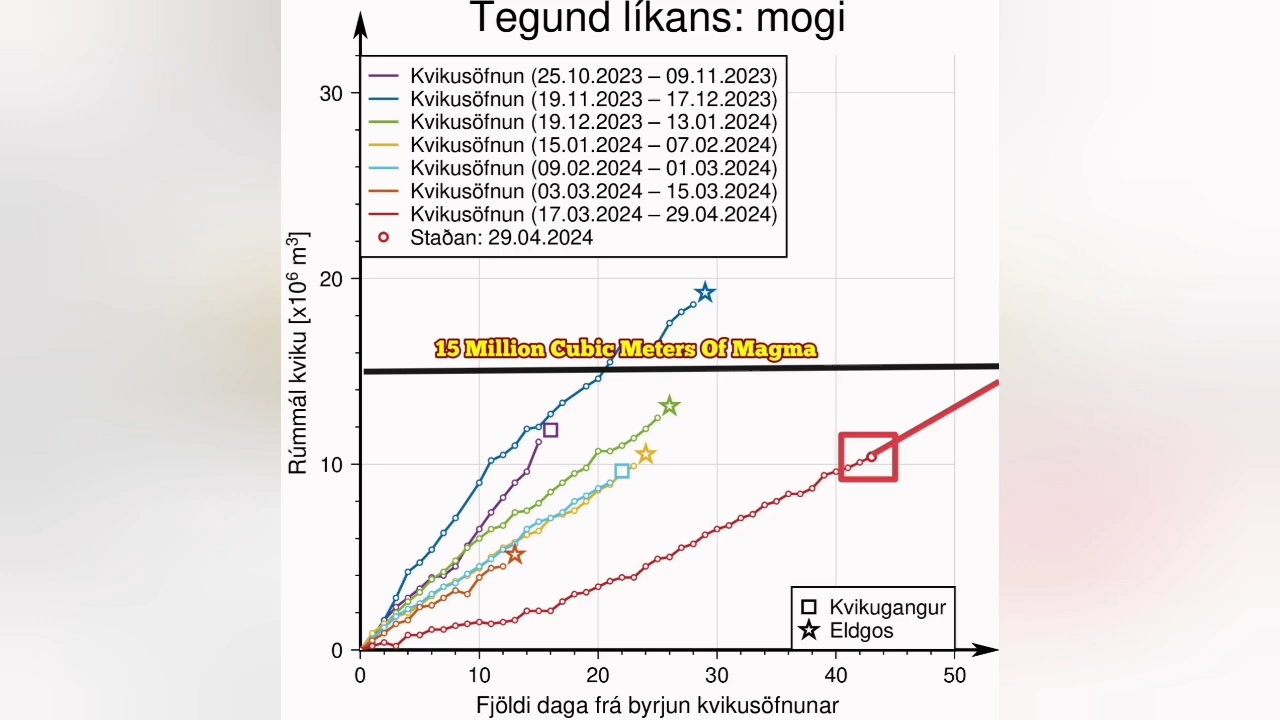 Tegund líkans: mogi
Kvikusöfnun (25.10.2023 – 09.11.2023)
Kvikusöfnun (19.11.2023 – 17.12.2023)
Kvikusöfnun (19.12.2023 – 13.01.2024)
Kvikusöfnun (15.01.2024 – 07.02.2024)
Kvikusöfnun (09.02.2024 – 01.03.2024)
Kvikusöfnun (03.03.2024 – 15.03.2024)
Kvikusöfnun (17.03.2024 – 29.04.2024)
Staðan: 29.04.2024
30
20
10
0
Rúmmál kviku [x10⁶ m³]
15 Million Cubic Meters Of Magma
Kvikugangur
Eldgos
0 10 20 30 40 50
Fjöldi daga frá byrjun kvikusöfnunar